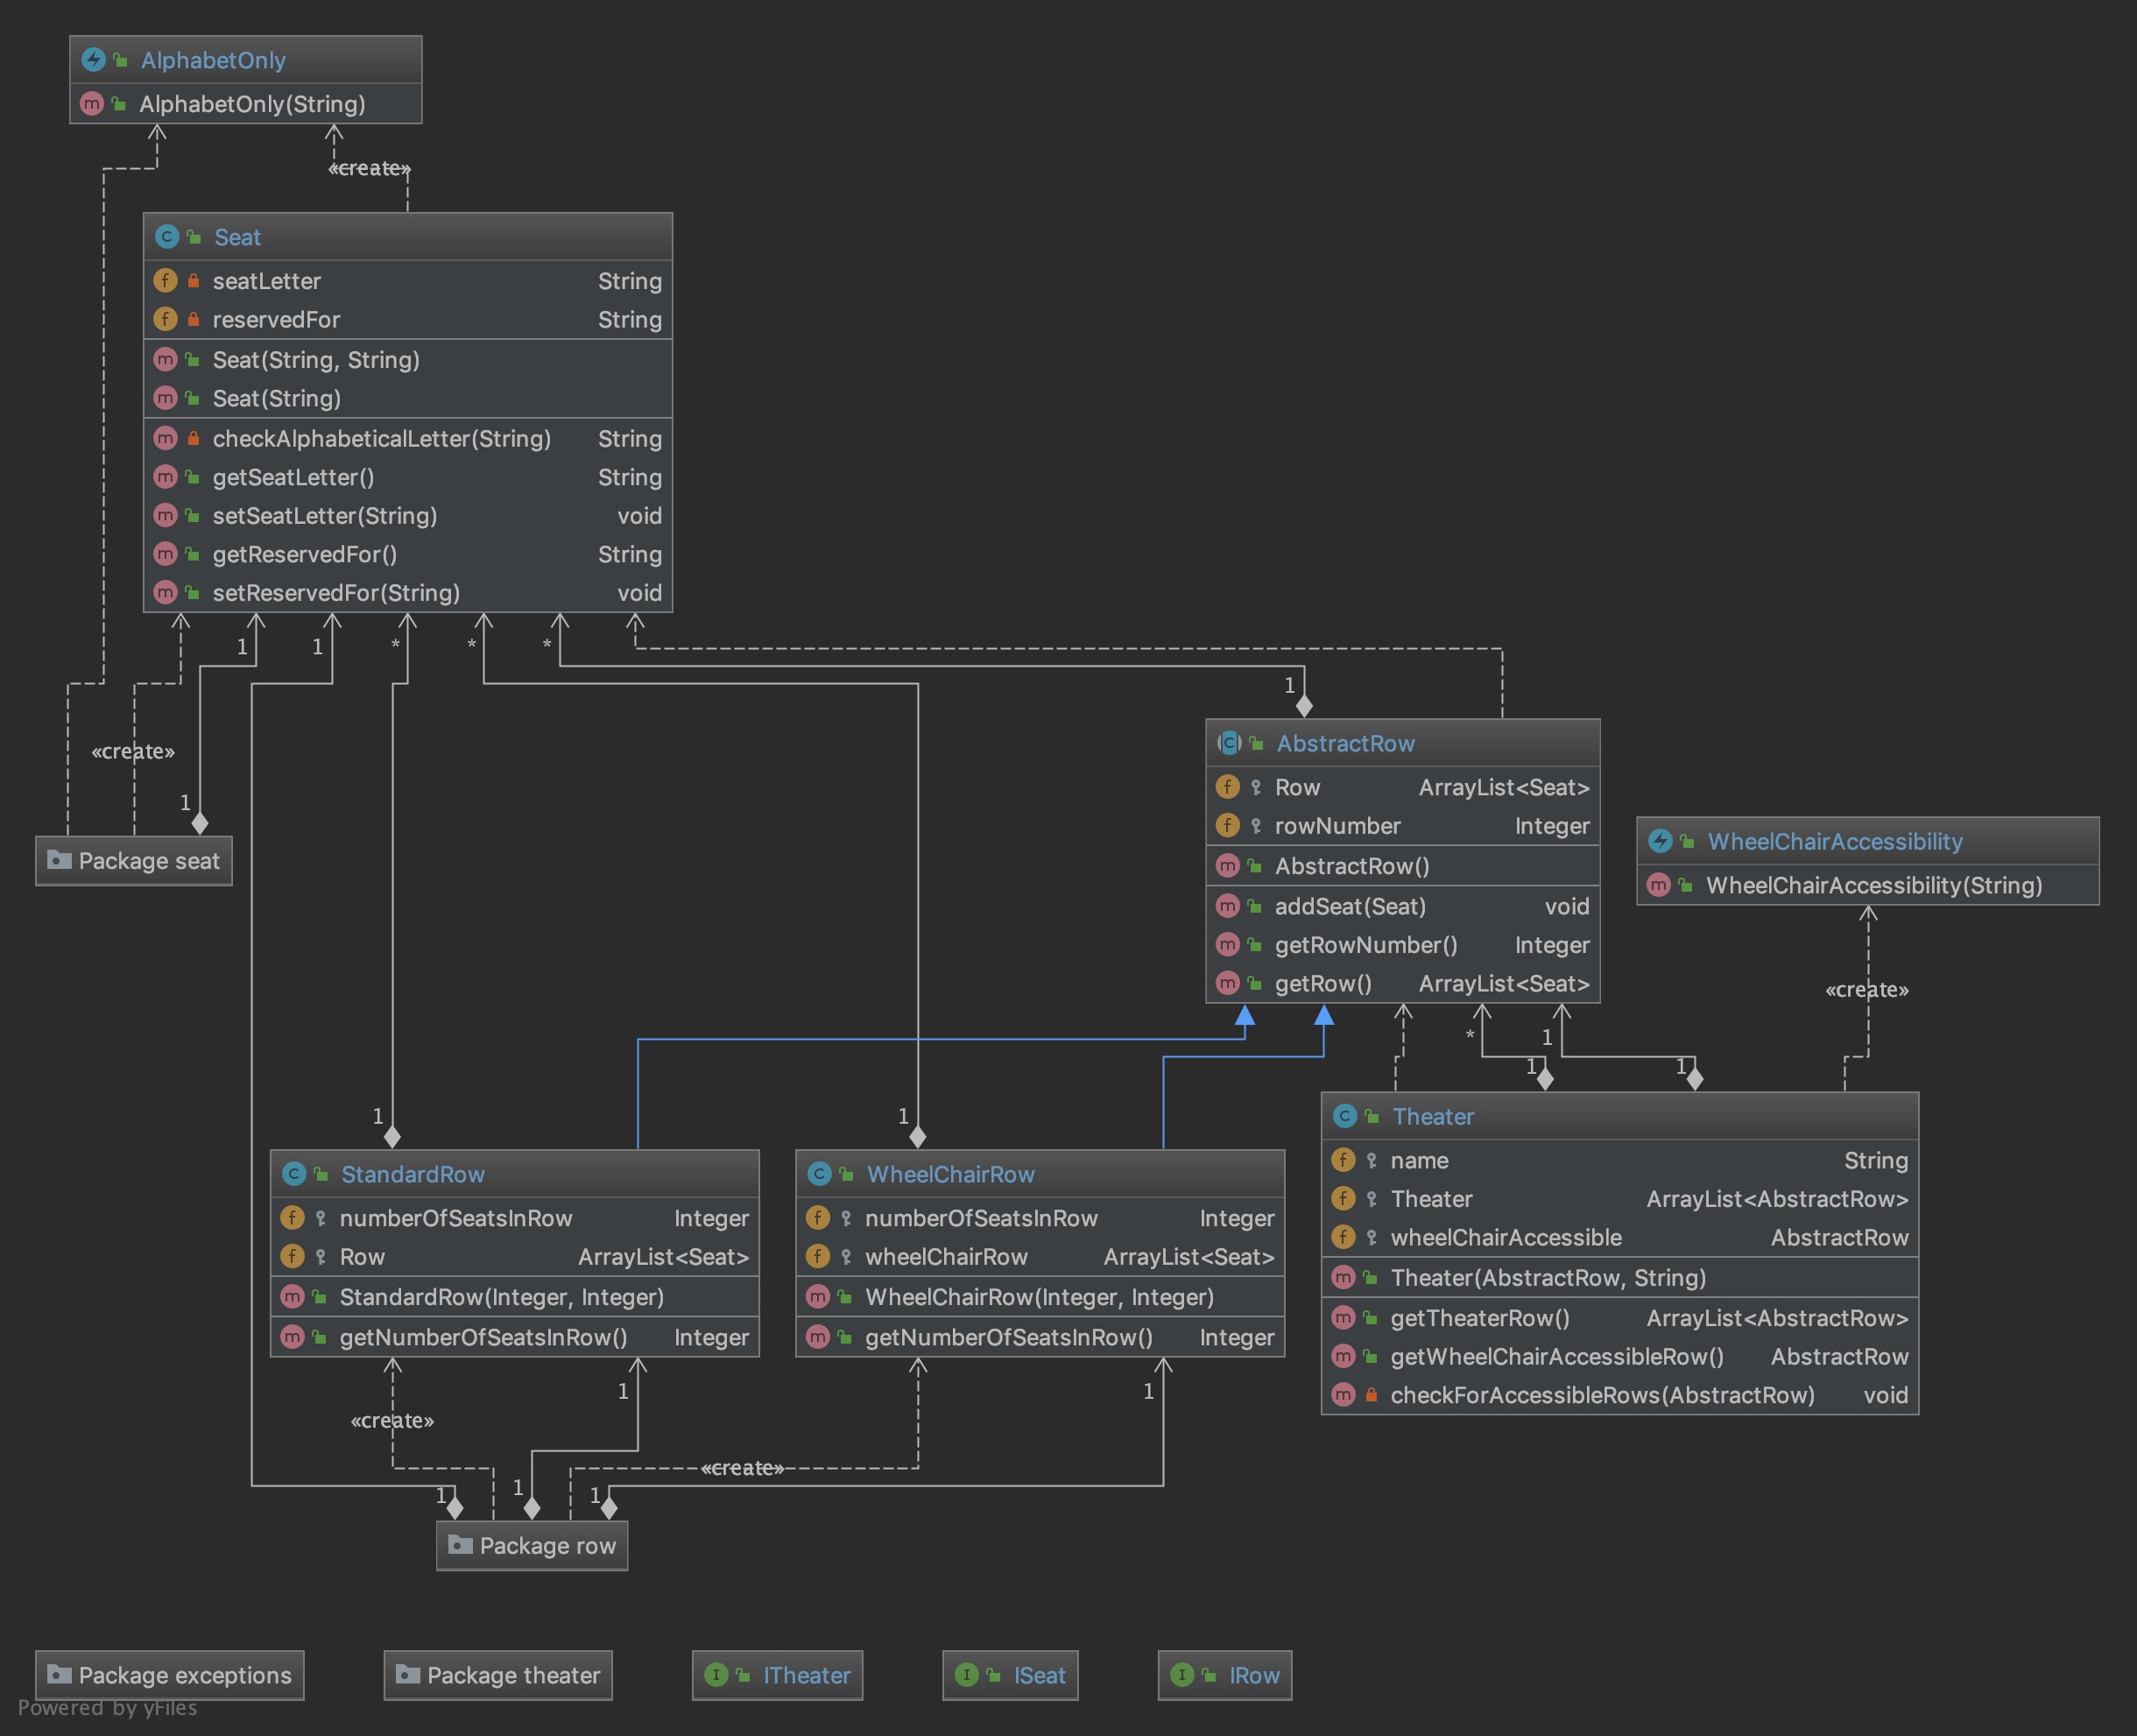 AlphabetOnly
AlphabetOnly(String)
«create»
Seat
seatLetter String
reservedFor String
Seat(String, String)
Seat(String)
checkAlphabeticalLetter(String) String
getSeatLetter() String
setSeatLetter(String) void
getReservedFor() String
setReservedFor(String) void
1 1 * * *
1
«create»
1
Package seat
AbstractRow
Row ArrayList<Seat>
rowNumber Integer
AbstractRow()
addSeat(Seat) void
getRowNumber() Integer
getRow() ArrayList<Seat>
WheelChairAccessibility
WheelChairAccessibility(String)
«create»
* 1
1 1
1 1
Theater
name String
Theater ArrayList<AbstractRow>
wheelChairAccessible AbstractRow
Theater(AbstractRow, String)
getTheaterRow() ArrayList<AbstractRow>
getWheelChairAccessibleRow() AbstractRow
checkForAccessibleRows(AbstractRow) void
StandardRow
numberOfSeatsInRow Integer
Row ArrayList<Seat>
StandardRow(Integer, Integer)
getNumberOfSeatsInRow() Integer
WheelChairRow
numberOfSeatsInRow Integer
wheelChairRow ArrayList<Seat>
WheelChairRow(Integer, Integer)
getNumberOfSeatsInRow() Integer
1 1
«create»
«create»
1 1 1
Package row
Package exceptions
Package theater
ITheater
ISeat
IRow
Powered by yFiles